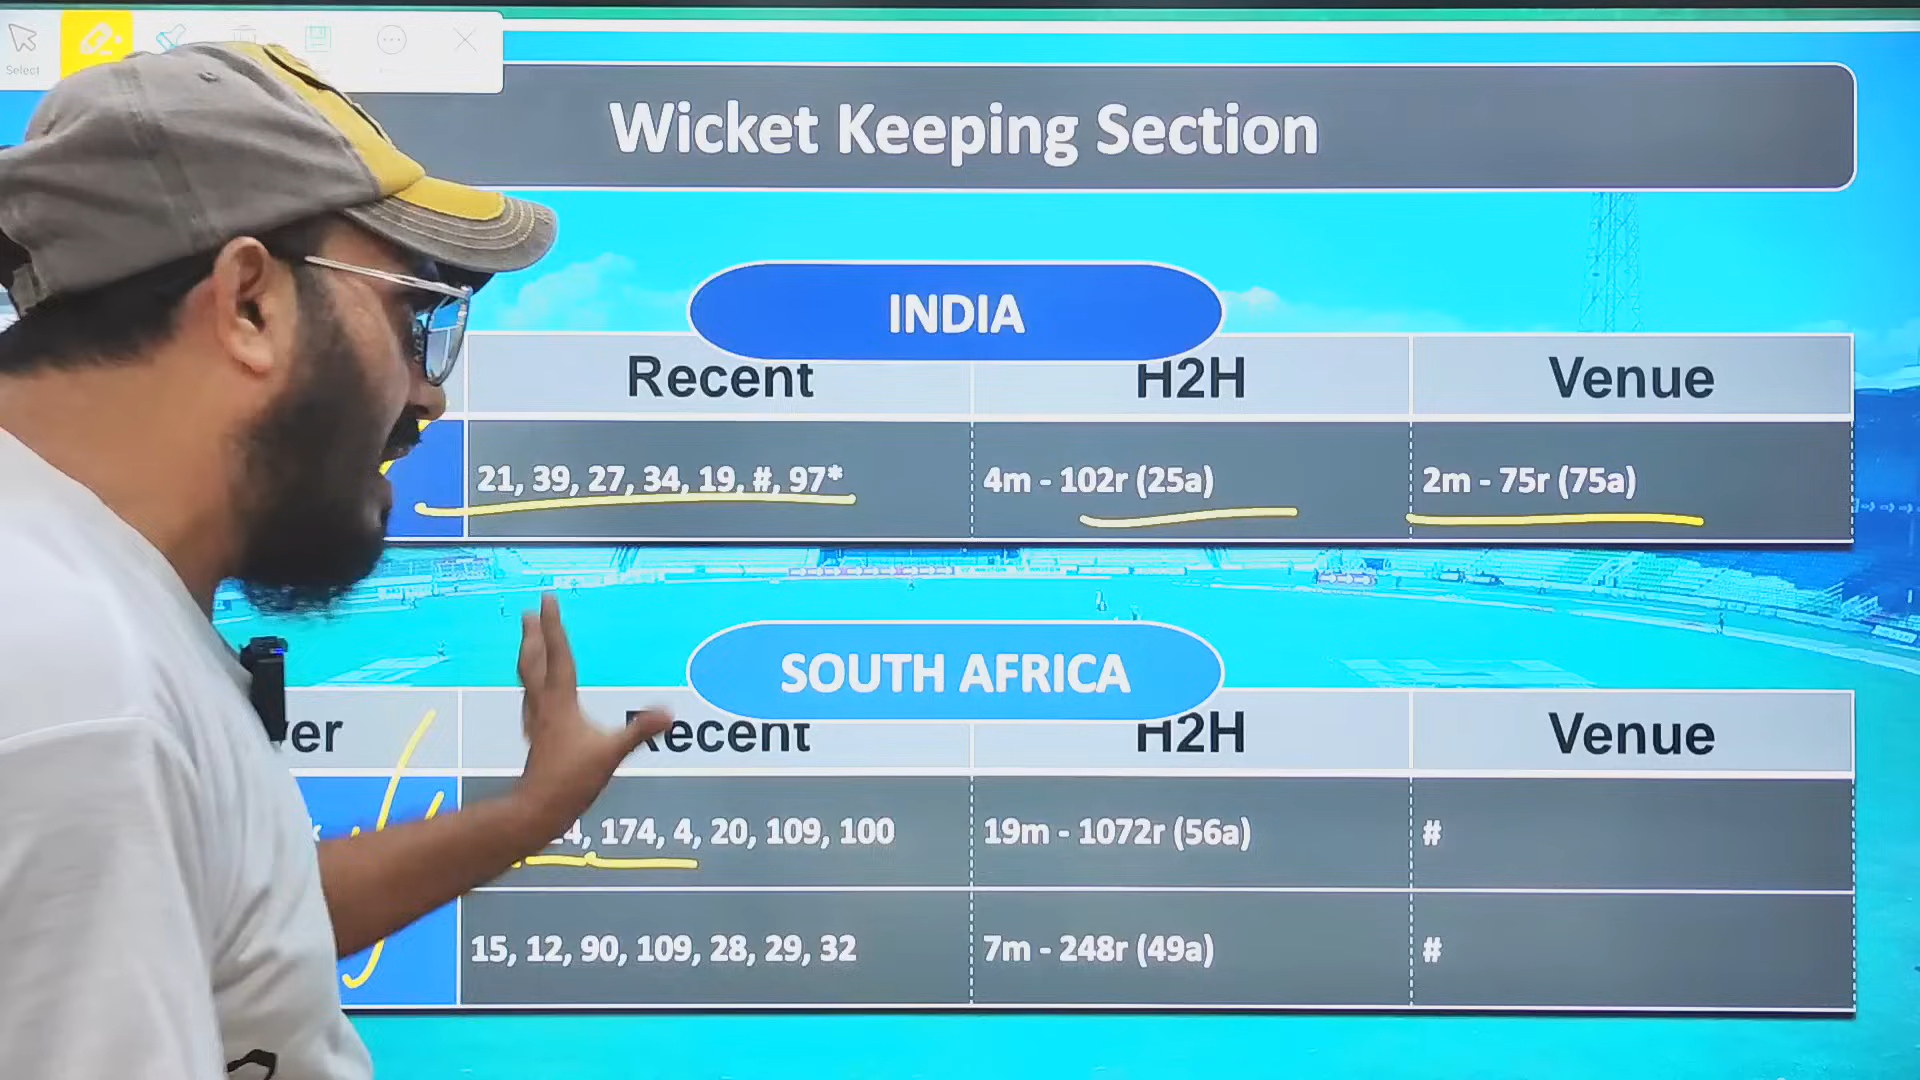 Select
Wicket Keeping Section
INDIA
Recent H2H Venue
21, 39, 27, 34, 19, #, 97* 4m - 102r (25a) 2m - 75r (75a)
SOUTH AFRICA
Recent H2H Venue
174, 4, 20, 109, 100 19m - 1072r (56a) #
15, 12, 90, 109, 28, 29, 32 7m - 248r (49a) #